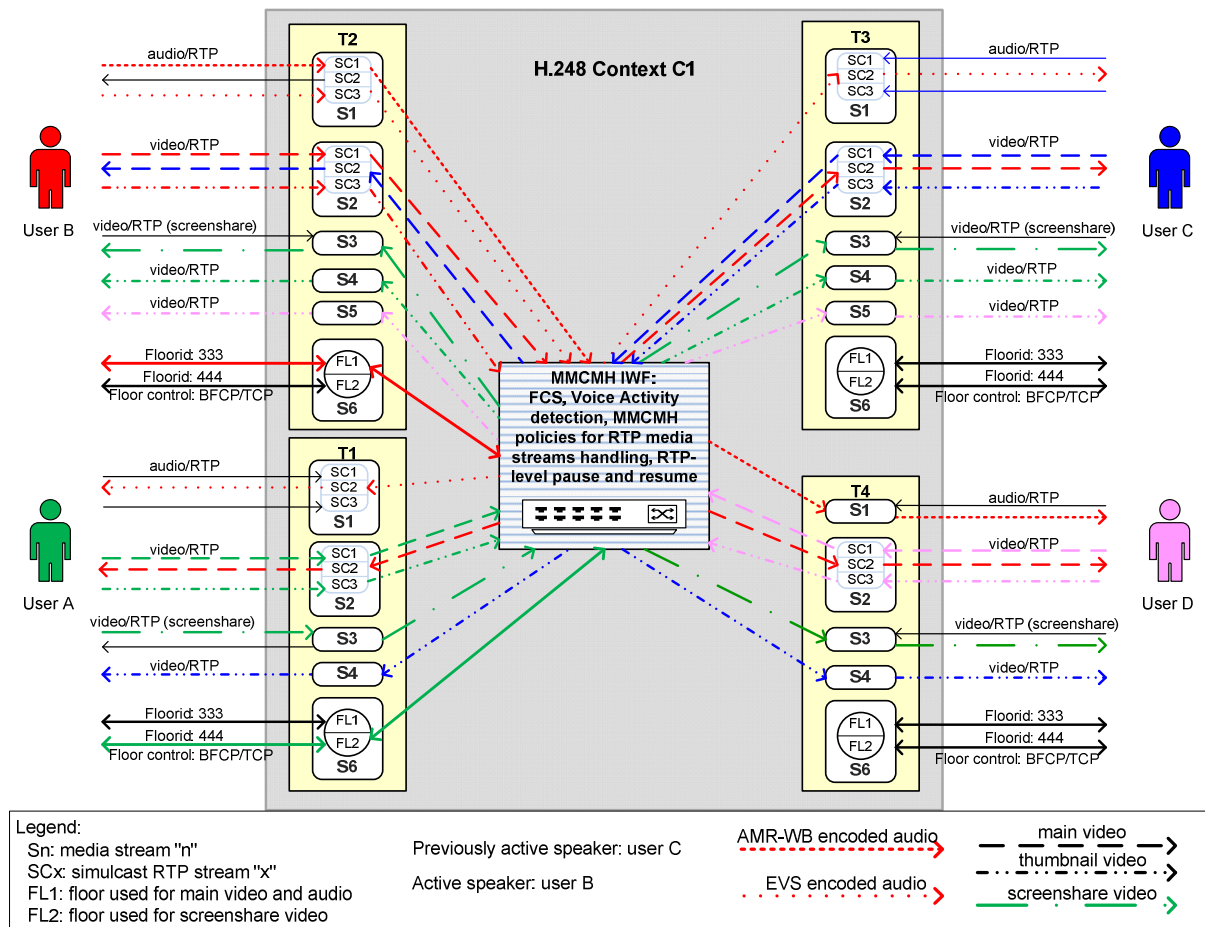 H.248 Context C1
T2
audio/RTP
SC1
SC2
SC3
S1
video/RTP
SC1
SC2
SC3
S2
User B
video/RTP (screenshare)
S3
video/RTP
S4
video/RTP
S5
Floorid: 333
FL1
Floorid: 444
FL2
Floor control: BFCP/TCP
S6
T3
audio/RTP
SC1
SC2
SC3
S1
video/RTP
SC1
SC2
SC3
S2
User C
video/RTP (screenshare)
S3
video/RTP
S4
video/RTP
S5
Floorid: 333
FL1
Floorid: 444
FL2
Floor control: BFCP/TCP
S6
MMCMH IWF:
FCS, Voice Activity
detection, MMCMH
policies for RTP media
streams handling, RTP-
level pause and resume
T1
audio/RTP
SC1
SC2
SC3
S1
video/RTP
SC1
SC2
SC3
S2
User A
video/RTP (screenshare)
S3
video/RTP
S4
Floorid: 333
FL1
Floorid: 444
FL2
Floor control: BFCP/TCP
S6
T4
audio/RTP
S1
video/RTP
SC1
SC2
SC3
S2
User D
video/RTP (screenshare)
S3
video/RTP
S4
Floorid: 333
FL1
Floorid: 444
FL2
Floor control: BFCP/TCP
S6
Legend:
Sn: media stream "n"
SCx: simulcast RTP stream "x"
FL1: floor used for main video and audio
FL2: floor used for screenshare video
Previously active speaker: user C
Active speaker: user B
AMR-WB encoded audio
EVS encoded audio
main video
thumbnail video
screenshare video